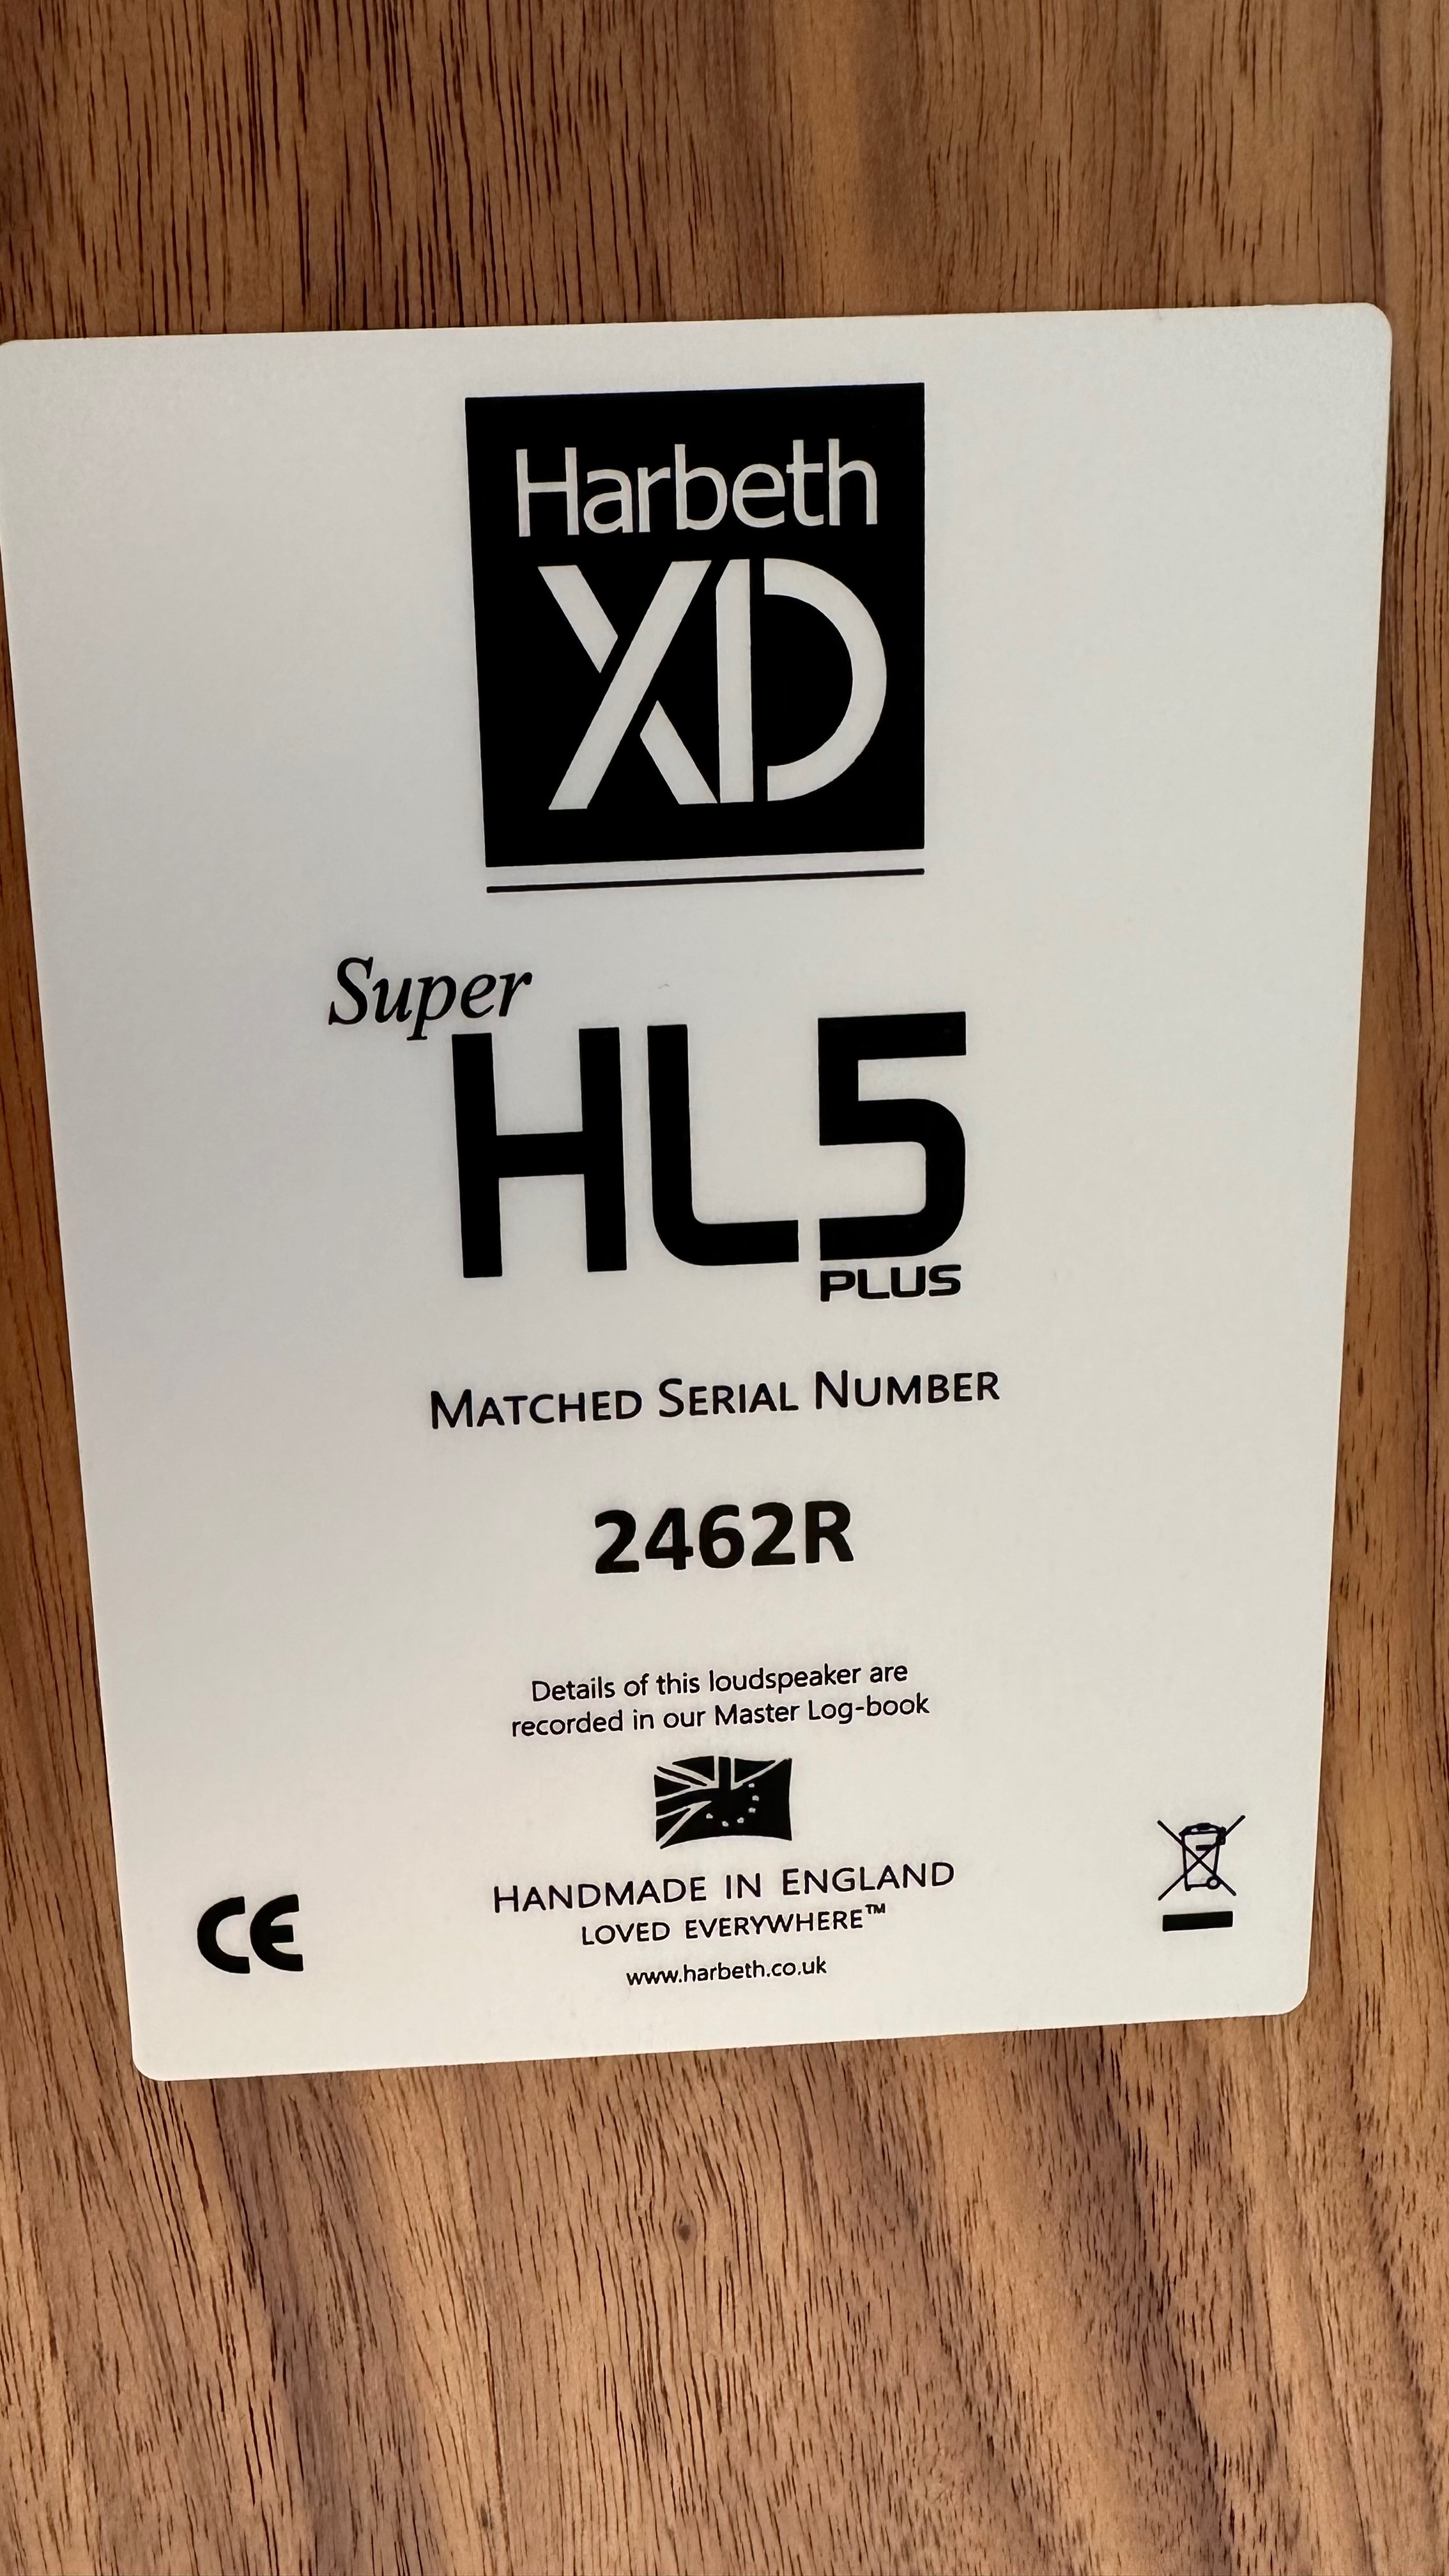 Harbeth
XD
Super
HL5
PLUS
MATCHED SERIAL NUMBER
2462R
Details of this loudspeaker are
recorded in our Master Log-book
HANDMADE IN ENGLAND
LOVED EVERYWHERE™
www.harbeth.co.uk
CE